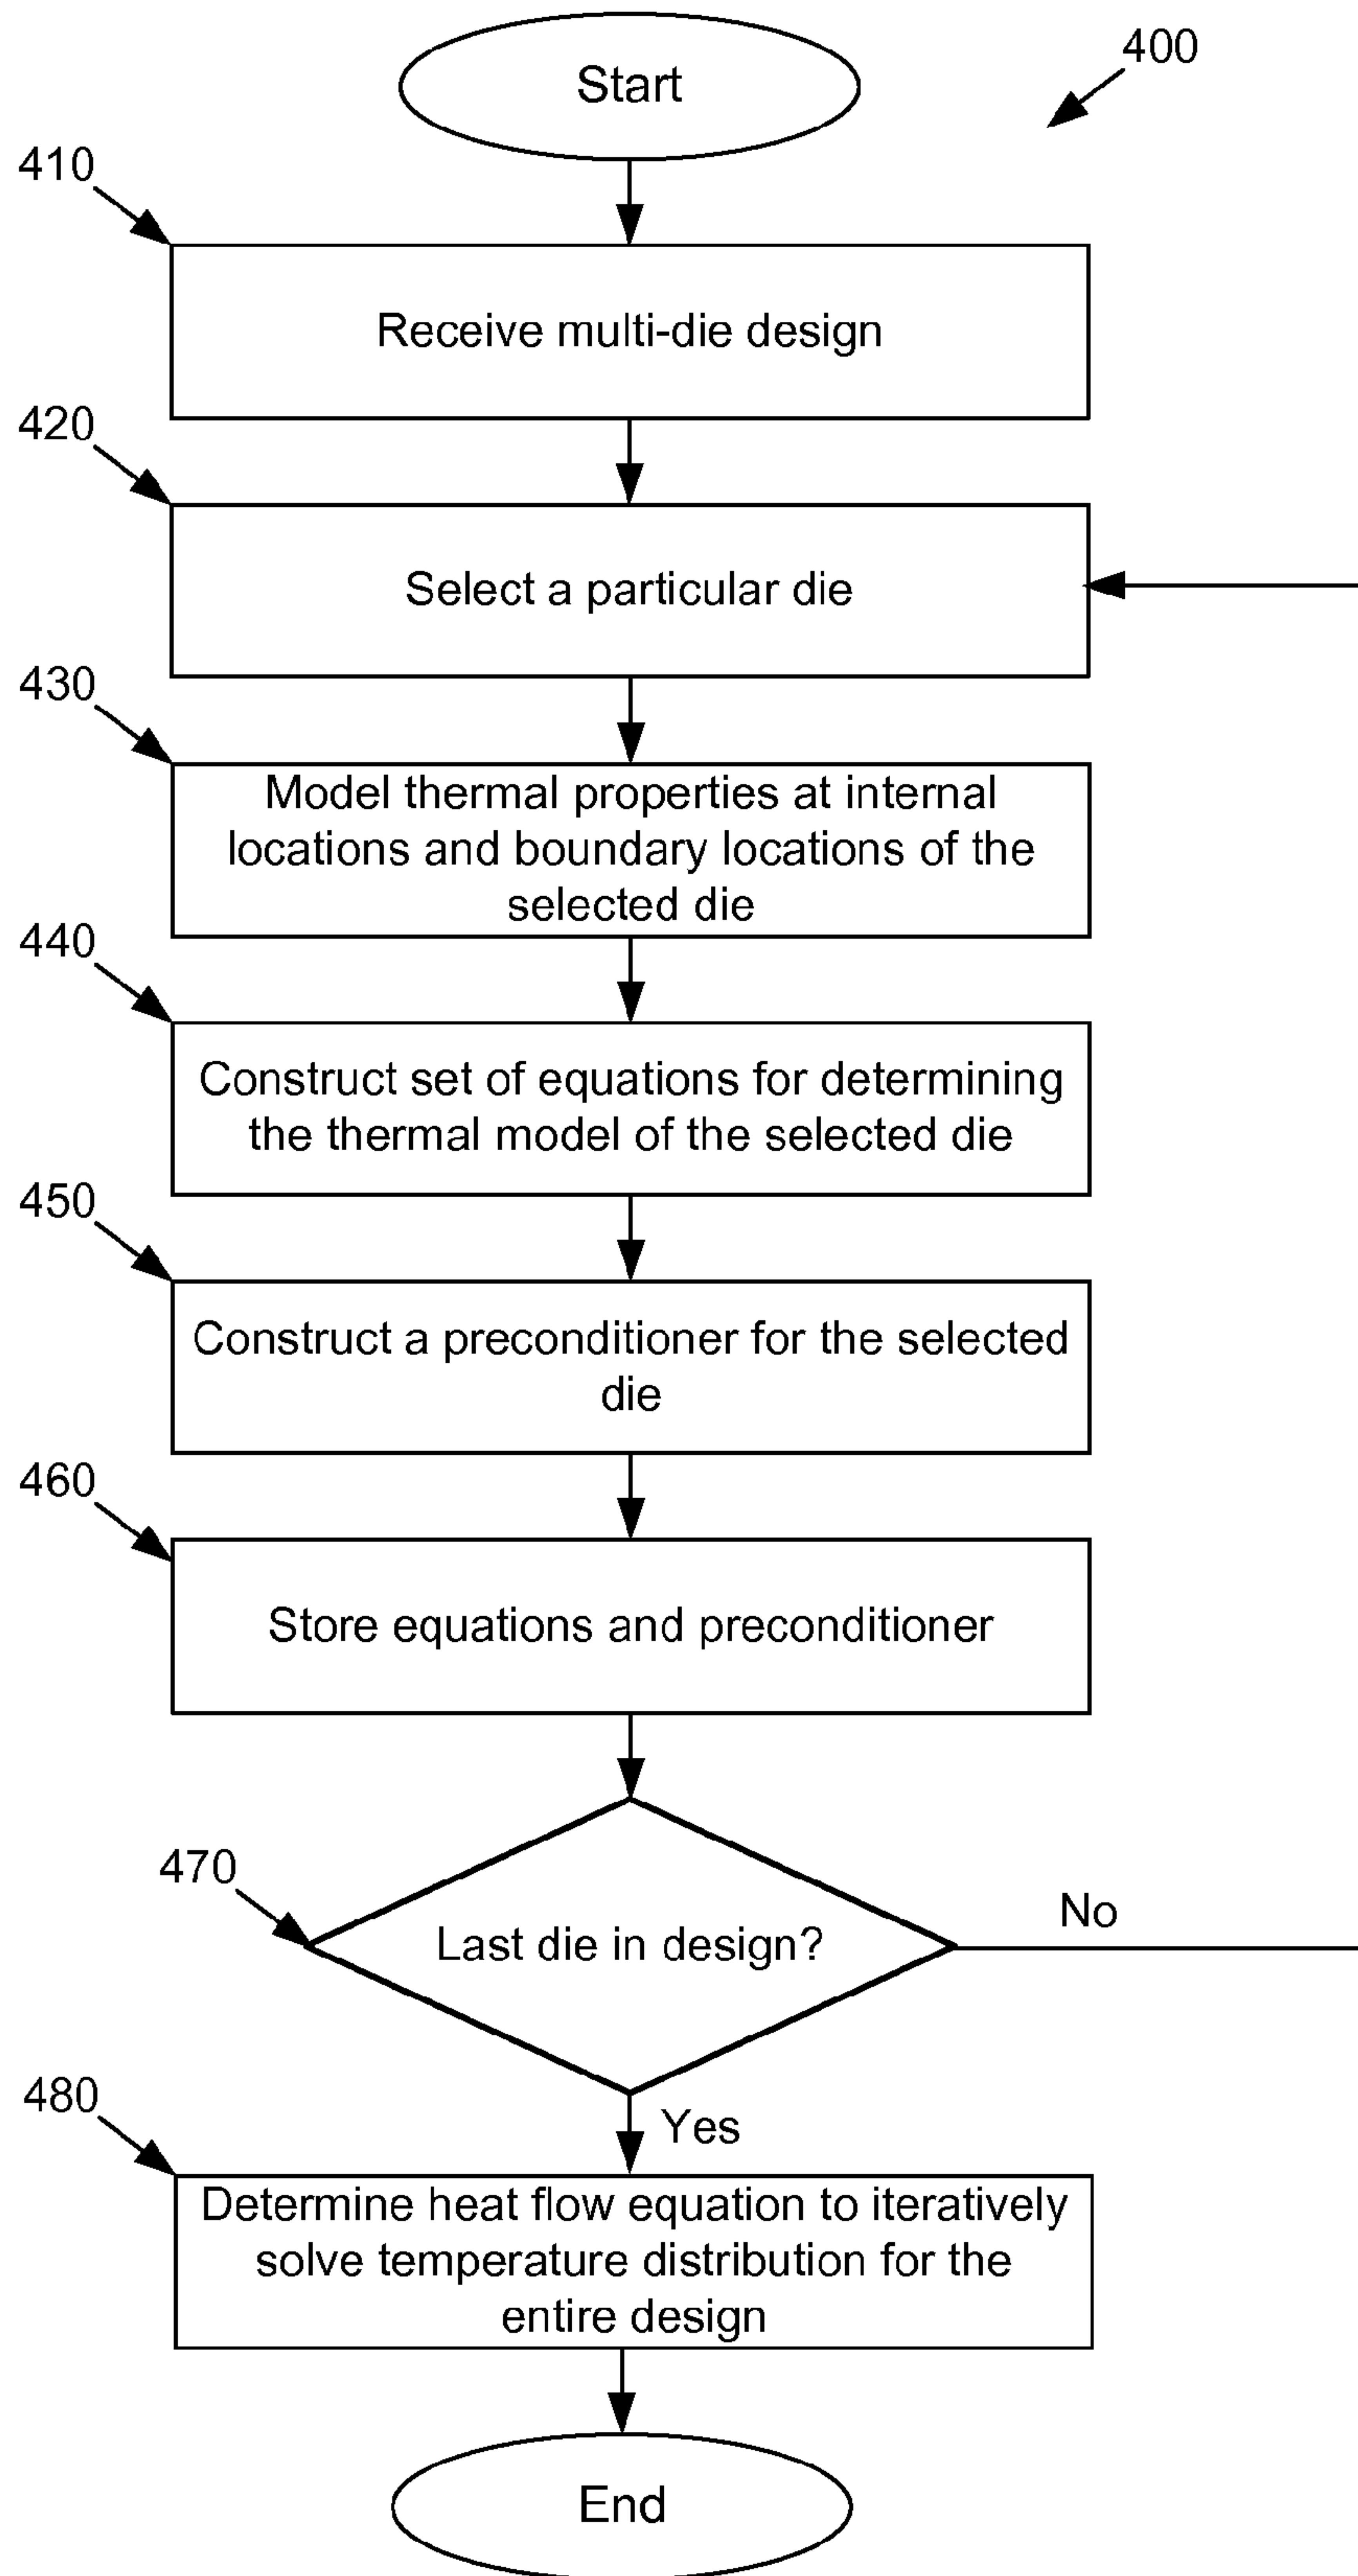 Start
400
410
Receive multi-die design
420
Select a particular die
430
Model thermal properties at internal
locations and boundary locations of the
selected die
440
Construct set of equations for determining
the thermal model of the selected die
450
Construct a preconditioner for the selected
die
460
Store equations and preconditioner
470
Last die in design?
No
Yes
480
Determine heat flow equation to iteratively
solve temperature distribution for the
entire design
End